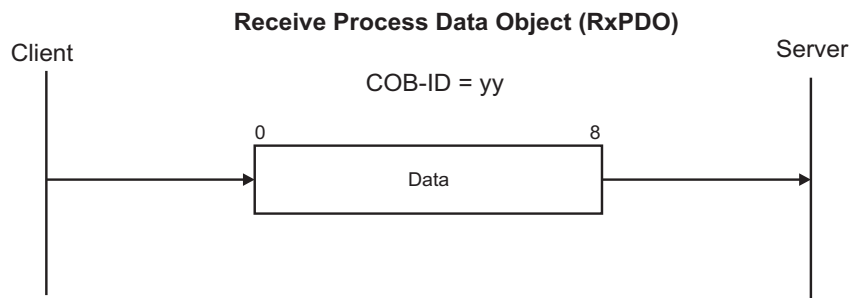 Receive Process Data Object (RxPDO)
Client
Server
COB-ID = yy
0
8
Data